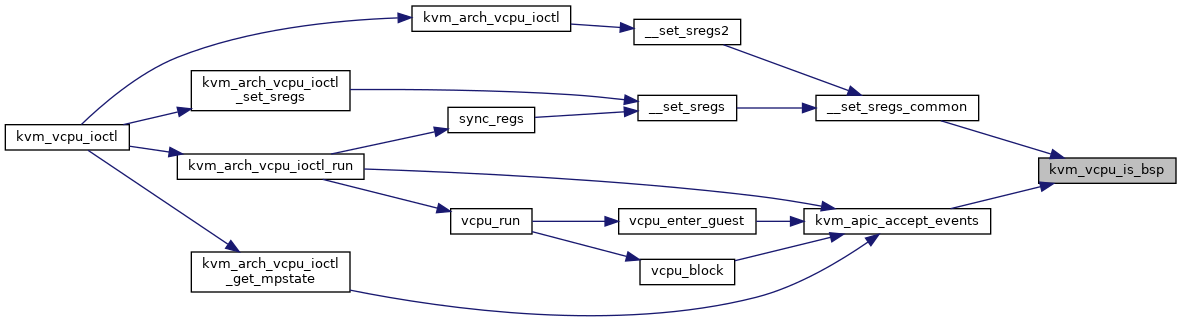 kvm_arch_vcpu_ioctl
__set_sregs2
kvm_arch_vcpu_ioctl
_set_sregs
__set_sregs
__set_sregs_common
sync_regs
kvm_vcpu_ioctl
kvm_arch_vcpu_ioctl_run
kvm_vcpu_is_bsp
vcpu_run
vcpu_enter_guest
kvm_apic_accept_events
kvm_arch_vcpu_ioctl
_get_mpstate
vcpu_block